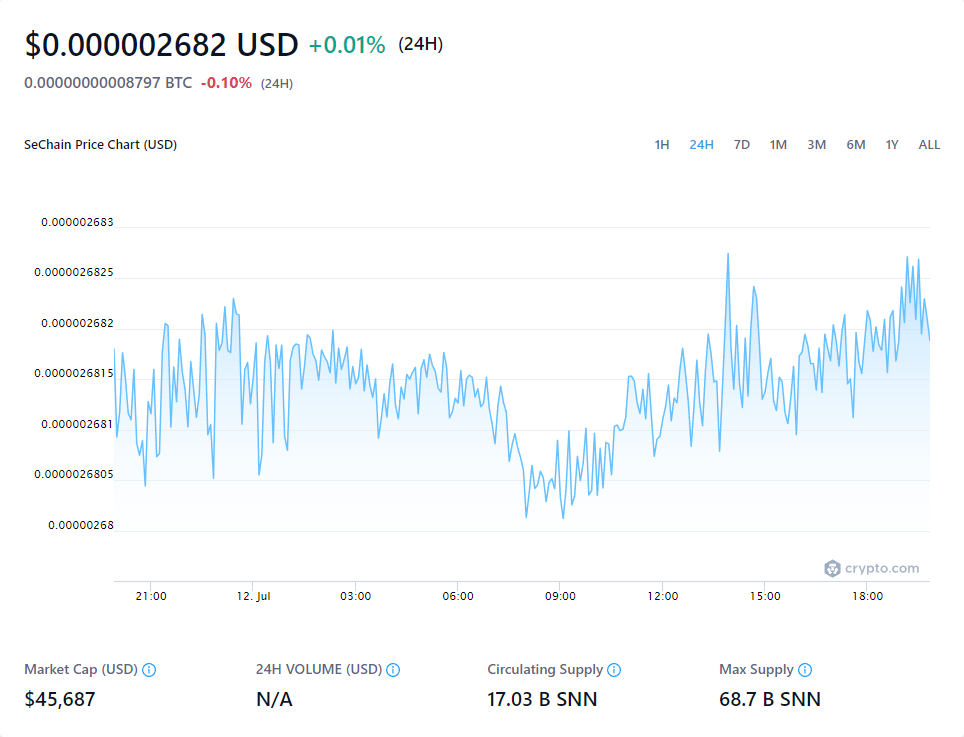 $0.000002682 USD +0.01% (24H)
0.00000000008797 BTC -0.10% (24H)
SeChain Price Chart (USD) 1H 24H 7D 1M 3M 6M 1Y ALL
0.000002683
0.0000026825
0.000002682
0.0000026815
0.000002681
0.0000026805
0.00000268
crypto.com
21:00 12. Jul 03:00 06:00 09:00 12:00 15:00 18:00
Market Cap (USD) 24H VOLUME (USD) Circulating Supply Max Supply
$45,687 N/A 17.03 B SNN 68.7 B SNN